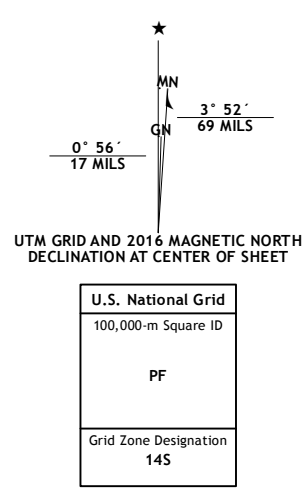 ★
MN
GN
3° 52´
69 MILS
0° 56´
17 MILS
UTM GRID AND 2016 MAGNETIC NORTH
DECLINATION AT CENTER OF SHEET
U.S. National Grid
100,000-m Square ID
PF
Grid Zone Designation
14S